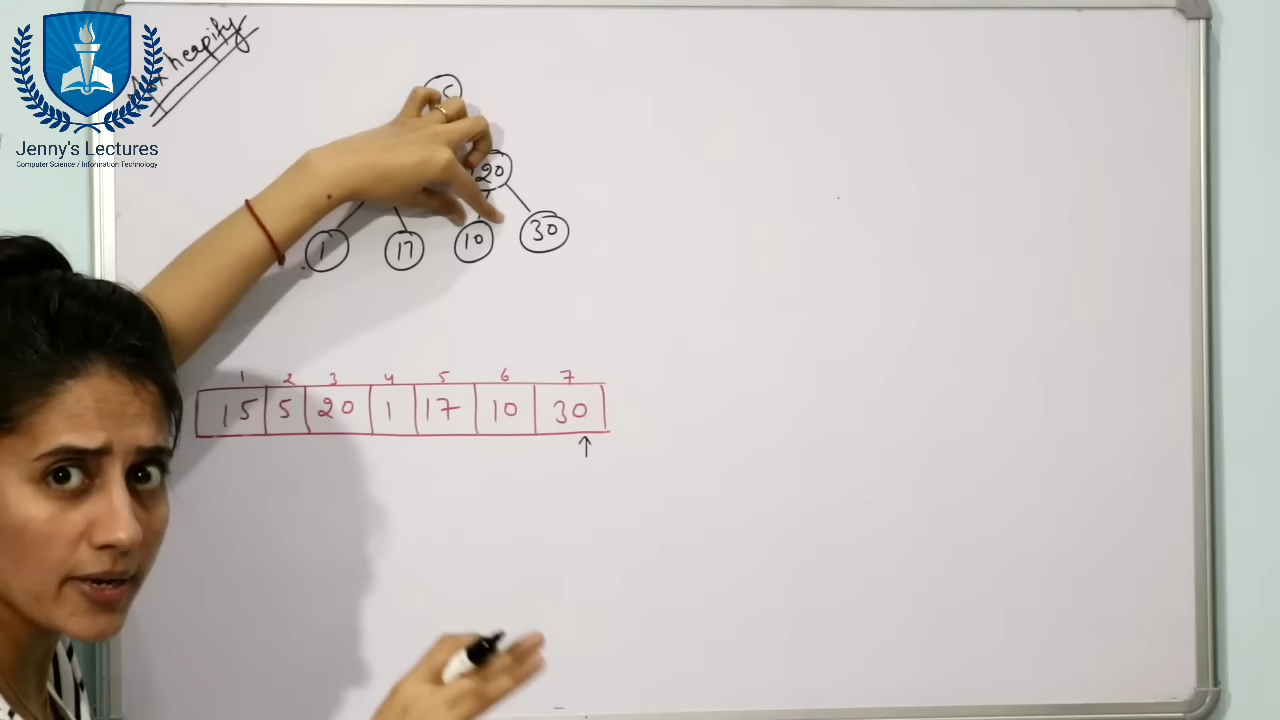 Max heapify
Jenny's Lectures
Computer Science / Information Technology
5
20
1 17 10 30
1 2 3 4 5 6 7
15 5 20 1 17 10 30